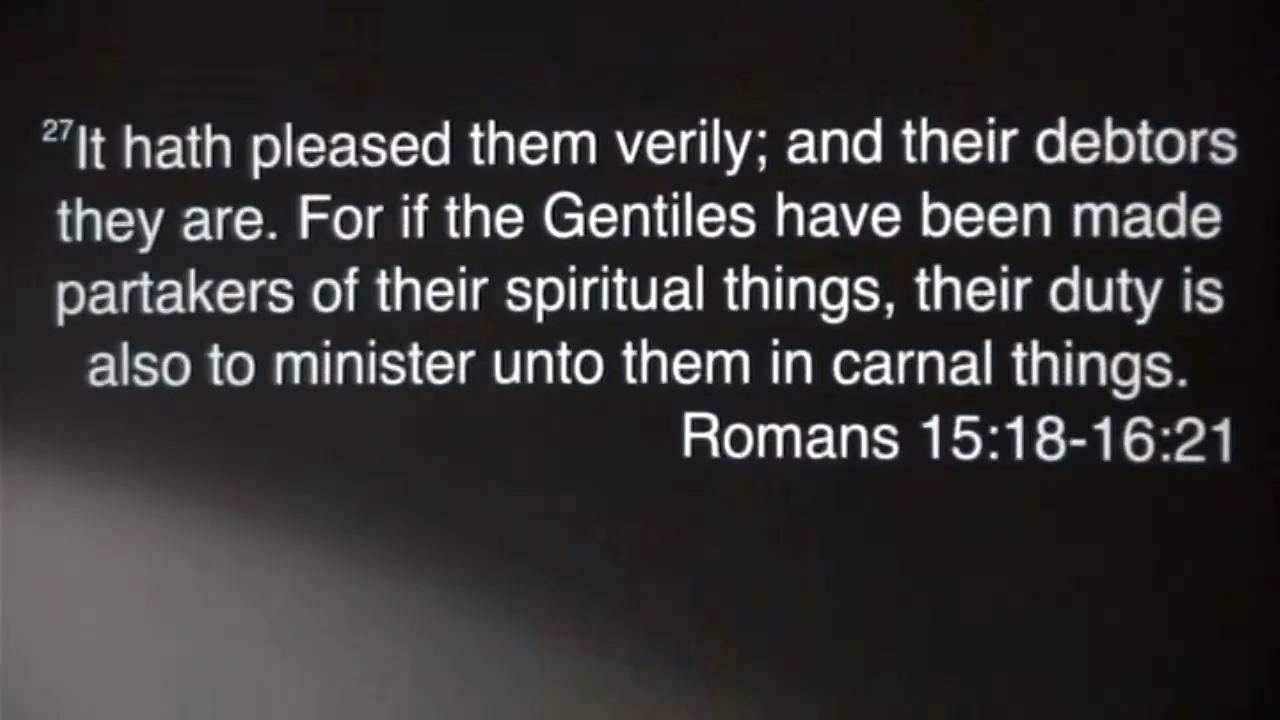 27It hath pleased them verily; and their debtors
they are. For if the Gentiles have been made
partakers of their spiritual things, their duty is
also to minister unto them in carnal things.
Romans 15:18-16:21